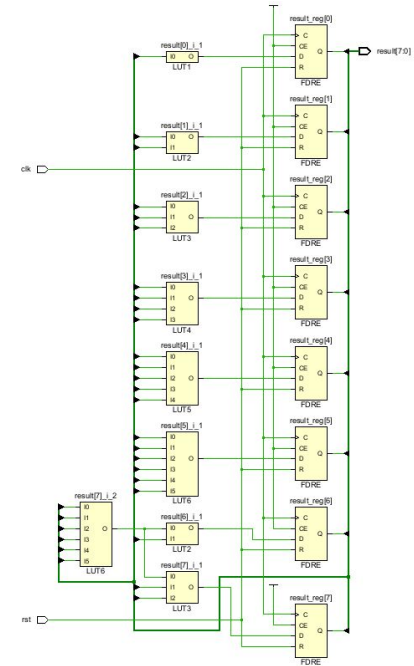 result_reg[0]
C
CE
D
R
Q
FDRE
result[7:0]
result[0]_i_1
I0
O
LUT1
result_reg[1]
C
CE
D
R
Q
FDRE
result[1]_i_1
I0
I1
O
LUT2
clk
result_reg[2]
C
CE
D
R
Q
FDRE
result[2]_i_1
I0
I1
I2
O
LUT3
result_reg[3]
C
CE
D
R
Q
FDRE
result[3]_i_1
I0
I1
I2
I3
O
LUT4
result_reg[4]
C
CE
D
R
Q
FDRE
result[4]_i_1
I0
I1
I2
I3
I4
O
LUT5
result_reg[5]
C
CE
D
R
Q
FDRE
result[5]_i_1
I0
I1
I2
I3
I4
I5
O
LUT6
result[7]_i_2
I0
I1
I2
I3
I4
I5
O
LUT6
result_reg[6]
C
CE
D
R
Q
FDRE
result[6]_i_1
I0
I1
O
LUT2
result[7]_i_1
I0
I1
I2
O
LUT3
result_reg[7]
C
CE
D
R
Q
FDRE
rst